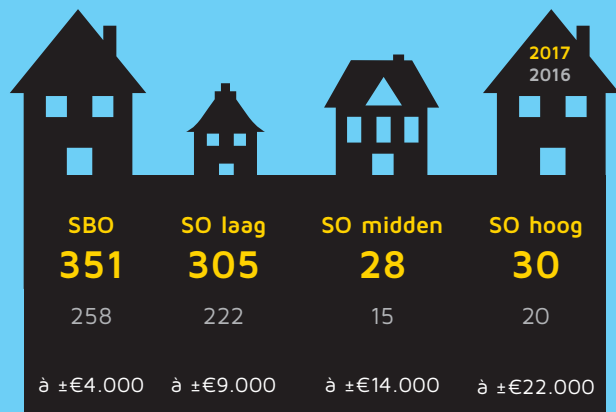 2017
2016
SBO SO laag SO midden SO hoog
351 305 28 30
258 222 15 20
à ±€4.000 à ±€9.000 à ±€14.000 à ±€22.000